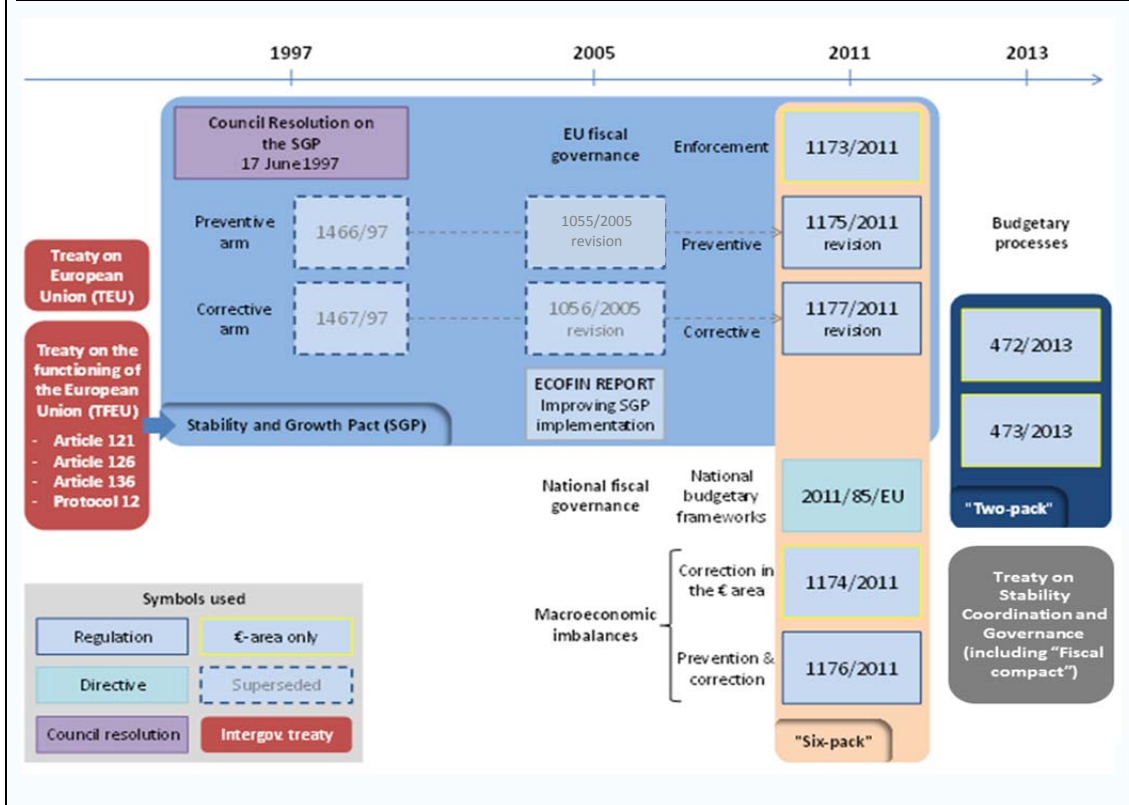 1997
2005
2011
2013
Council Resolution on
the SGP
17 June1997
EU fiscal
governance
Enforcement
1173/2011
Preventive
arm
1466/97
1055/2005
revision
Preventive
1175/2011
revision
Budgetary
processes
Treaty on
European
Union (TEU)
Corrective
arm
1467/97
1056/2005
revision
Corrective
1177/2011
revision
472/2013
Treaty on the
functioning of
the European
Union (TFEU)
- Article 121
- Article 126
- Article 136
- Protocol 12
Stability and Growth Pact (SGP)
ECOFIN REPORT
Improving SGP
implementation
473/2013
"Two-pack"
National fiscal
governance
National
budgetary
frameworks
2011/85/EU
Macroeconomic
imbalances
Correction in
the € area
1174/2011
Prevention &
correction
1176/2011
"Six-pack"
Treaty on
Stability
Coordination and
Governance
(including “Fiscal
compact”)
Symbols used
Regulation
€-area only
Directive
Superseded
Council resolution
Intergov. treaty